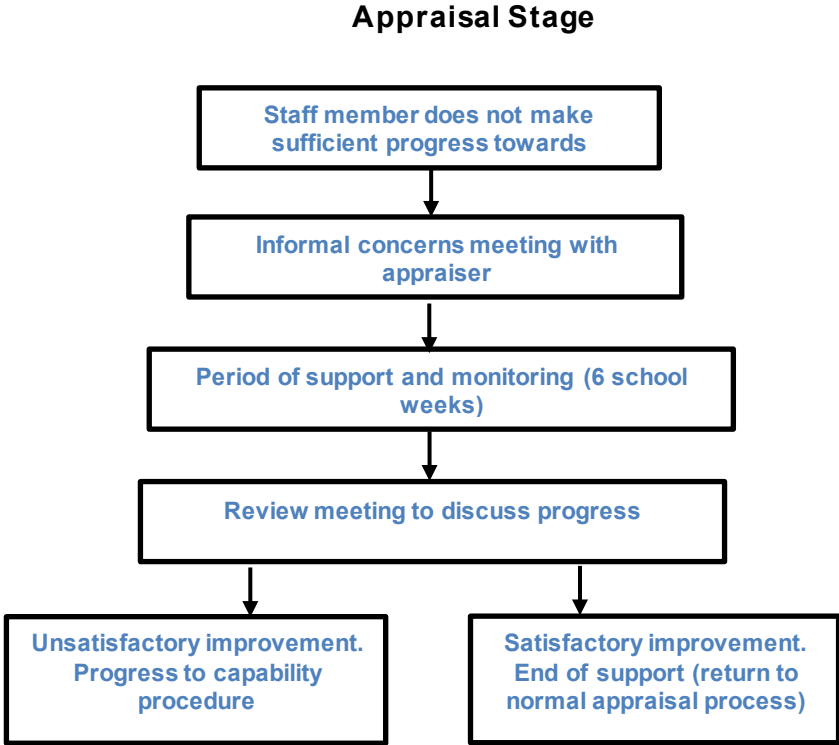 Appraisal Stage
Staff member does not make
sufficient progress towards
Informal concerns meeting with
appraiser
Period of support and monitoring (6 school
weeks)
Review meeting to discuss progress
Unsatisfactory improvement.
Progress to capability
procedure
Satisfactory improvement.
End of support (return to
normal appraisal process)